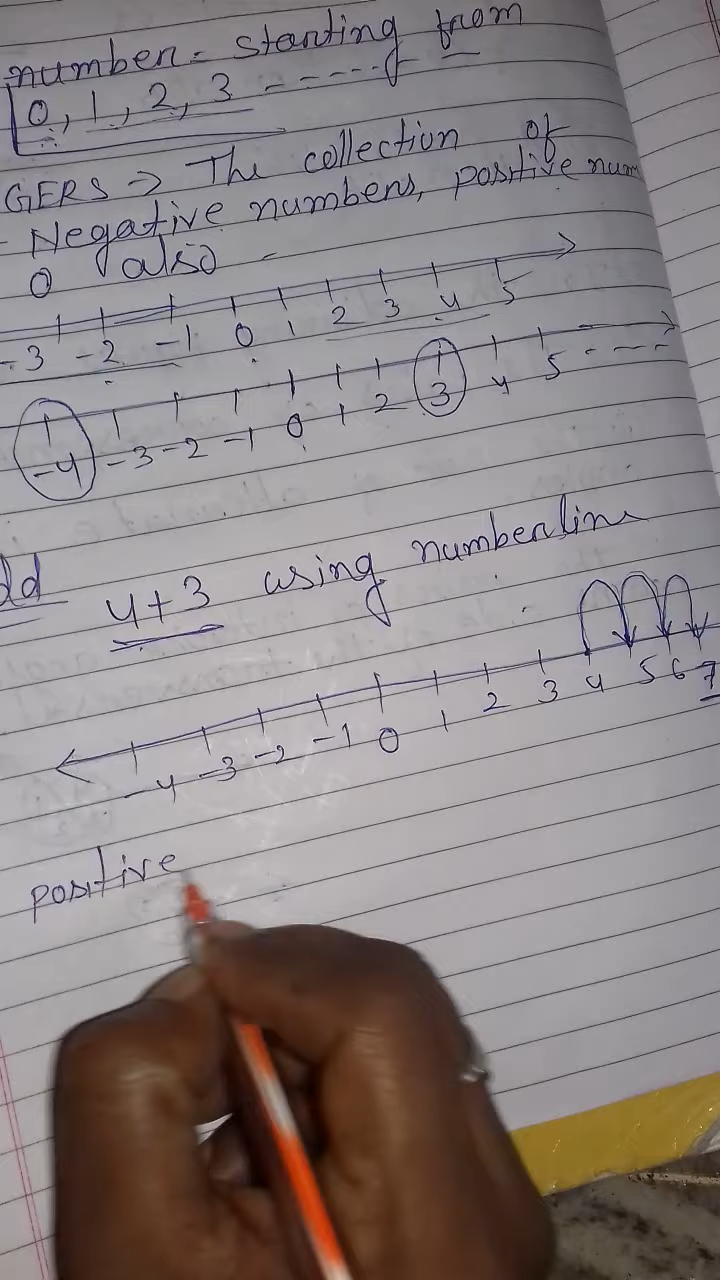 number = starting from
0, 1, 2, 3 ------
GERS → The collection of
- Negative numbers, positive num
0 also -
-3 -2 -1 0 1 2 3 4 5
-4 -3 -2 -1 0 1 2 3 4 5 ----
dd 4+3 using numberline
-4 -3 -2 -1 0 1 2 3 4 5 6 7
positive